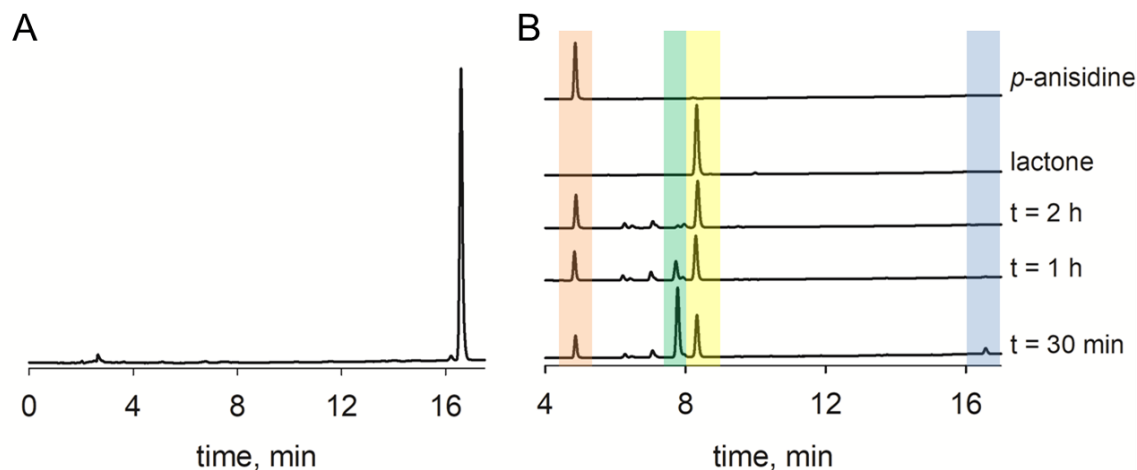 A
B
p-anisidine
lactone
t = 2 h
t = 1 h
t = 30 min
0 4 8 12 16
time, min
4 8 12 16
time, min